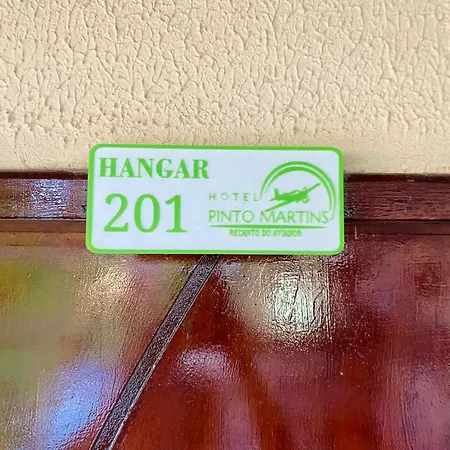 HANGAR
201
HOTEL
PINTO MARTINS
RECANTO DO AVIADOR